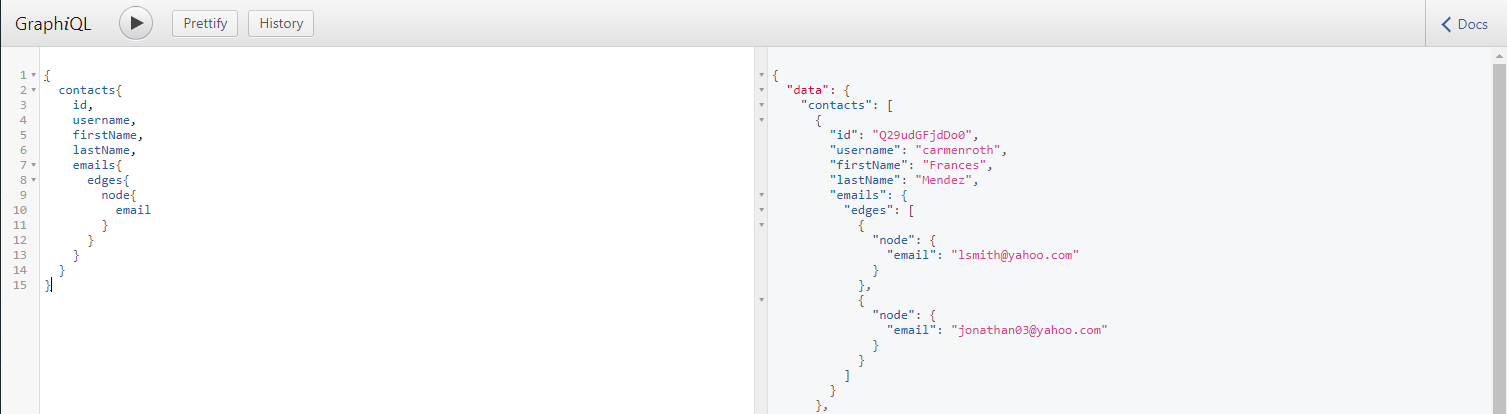 GraphiQL
Prettify
History
Docs
1 {
2 contacts{
3 id,
4 username,
5 firstName,
6 lastName,
7 emails{
8 edges{
9 node{
10 email
11 }
12 }
13 }
14 }
15 }
{
"data": {
"contacts": [
{
"id": "Q29udGFjdDo0",
"username": "carmenroth",
"firstName": "Frances",
"lastName": "Mendez",
"emails": {
"edges": [
{
"node": {
"email": "lsmith@yahoo.com"
}
},
{
"node": {
"email": "jonathan03@yahoo.com"
}
}
]
}
},